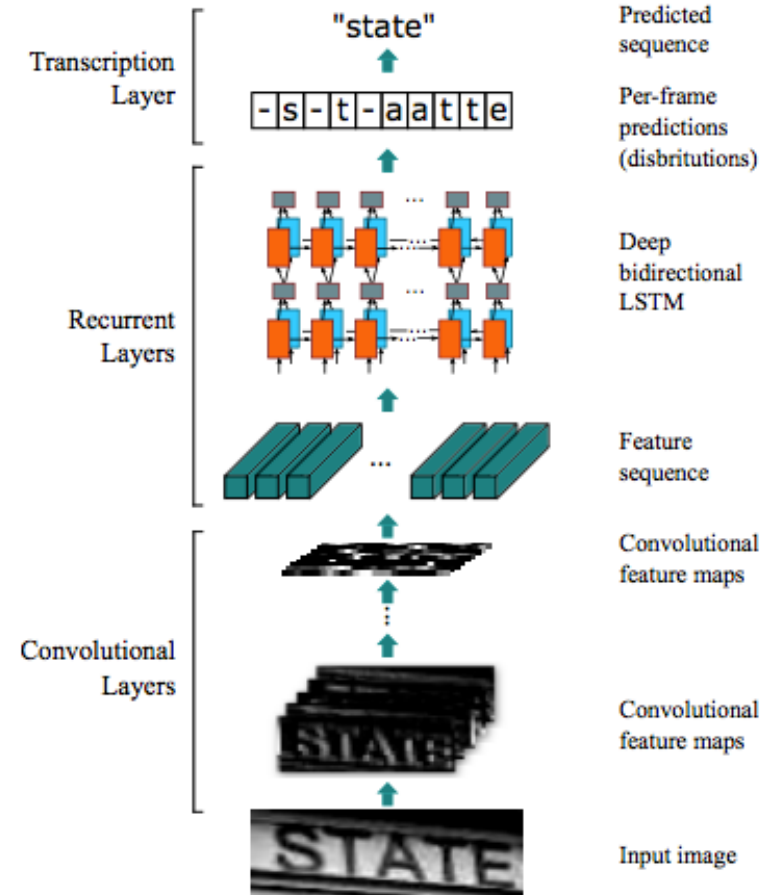 "state"
Predicted
sequence
Transcription
Layer
-s-t-aatte
Per-frame
predictions
(disbritutions)
...
...
Deep
bidirectional
LSTM
Recurrent
Layers
...
...
Feature
sequence
...
Convolutional
feature maps
...
Convolutional
Layers
STATE
Convolutional
feature maps
STATE
Input image